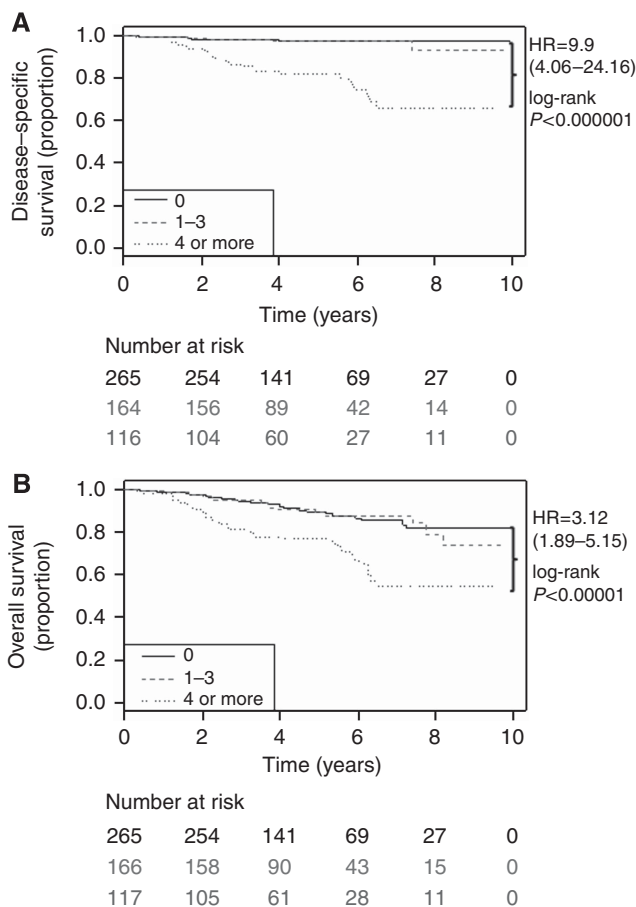 A
Disease–specific
survival (proportion)
1.0
0.8
0.6
0.4
0.2
0.0
0
1–3
4 or more
0 2 4 6 8 10
Time (years)
HR=9.9
(4.06–24.16)
log-rank
P<0.000001
Number at risk
265 254 141 69 27 0
164 156 89 42 14 0
116 104 60 27 11 0
B
Overall survival
(proportion)
1.0
0.8
0.6
0.4
0.2
0.0
0
1–3
4 or more
0 2 4 6 8 10
Time (years)
HR=3.12
(1.89–5.15)
log-rank
P<0.00001
Number at risk
265 254 141 69 27 0
166 158 90 43 15 0
117 105 61 28 11 0